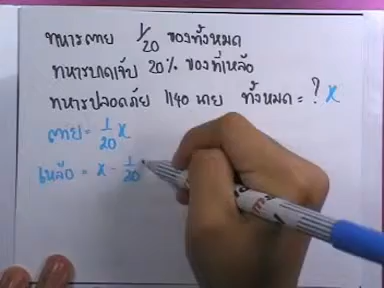 ทหารตาย 1/20 ของทั้งหมด
ทหารบาดเจ็บ 20% ของที่เหลือ
ทหารปลอดภัย 1140 นาย ทั้งหมด = ? x
ตาย = 1/20 x
เหลือ = x - 1/20